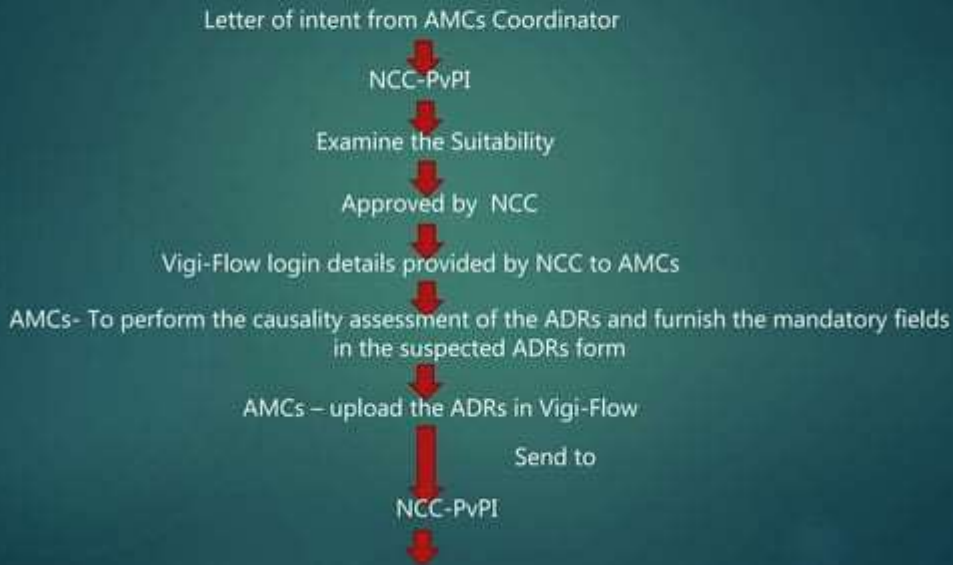 Letter of intent from AMCs Coordinator
NCC-PvPI
Examine the Suitability
Approved by NCC
Vigi-Flow login details provided by NCC to AMCs
AMCs- To perform the causality assessment of the ADRs and furnish the mandatory fields
in the suspected ADRs form
AMCs – upload the ADRs in Vigi-Flow
Send to
NCC-PvPI